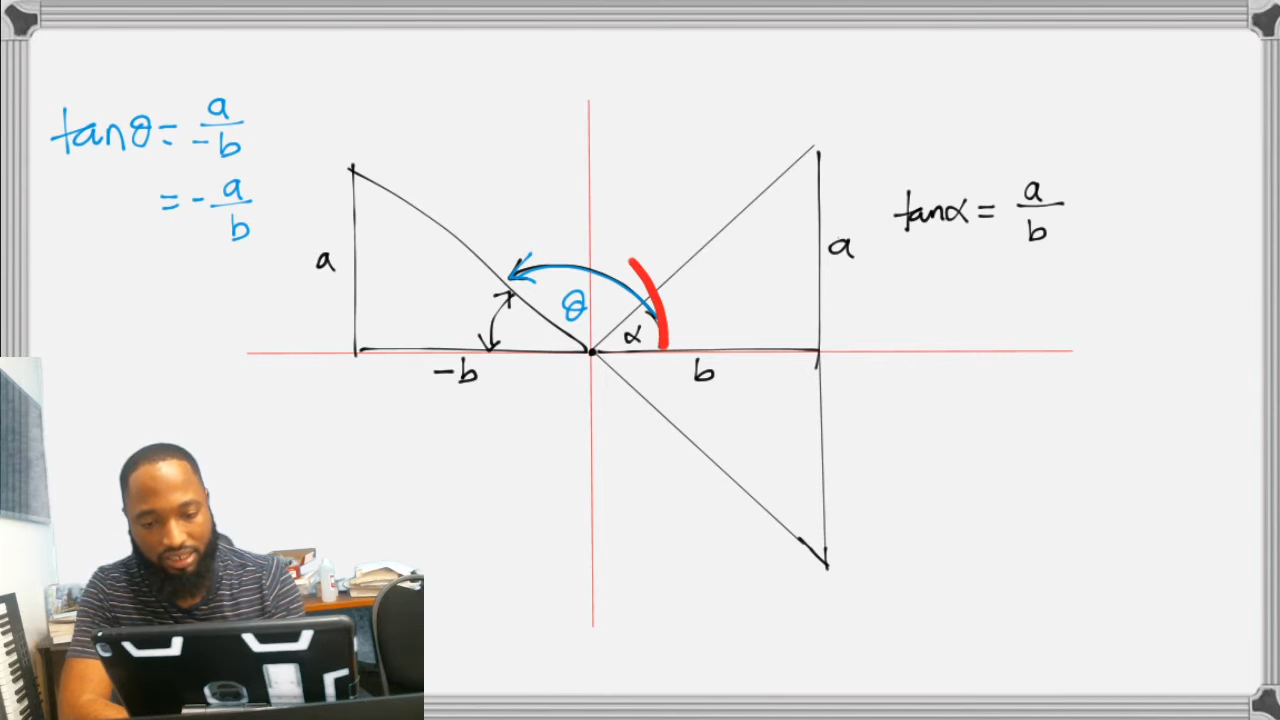 tanθ = a/-b
= - a/b
a
a
tanα = a/b
θ
α
-b
b